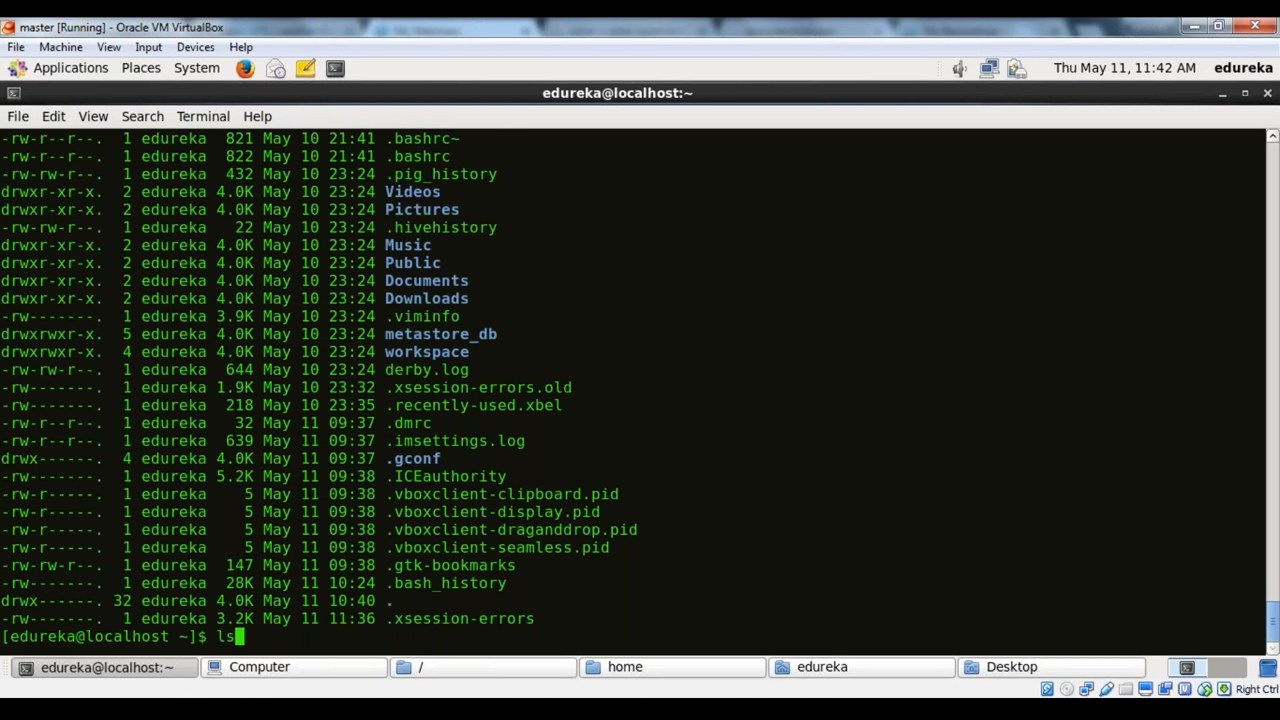 master [Running] - Oracle VM VirtualBox
File Machine View Input Devices Help
Applications Places System Thu May 11, 11:42 AM edureka
edureka@localhost:~
File Edit View Search Terminal Help
-rw-r--r--. 1 edureka 821 May 10 21:41 .bashrc~
-rw-r--r--. 1 edureka 822 May 10 21:41 .bashrc
-rw-rw-r--. 1 edureka 432 May 10 23:24 .pig_history
drwxr-xr-x. 2 edureka 4.0K May 10 23:24 Videos
drwxr-xr-x. 2 edureka 4.0K May 10 23:24 Pictures
-rw-rw-r--. 1 edureka 22 May 10 23:24 .hivehistory
drwxr-xr-x. 2 edureka 4.0K May 10 23:24 Music
drwxr-xr-x. 2 edureka 4.0K May 10 23:24 Public
drwxr-xr-x. 2 edureka 4.0K May 10 23:24 Documents
drwxr-xr-x. 2 edureka 4.0K May 10 23:24 Downloads
-rw-------. 1 edureka 3.9K May 10 23:24 .viminfo
drwxrwxr-x. 5 edureka 4.0K May 10 23:24 metastore_db
drwxrwxr-x. 4 edureka 4.0K May 10 23:24 workspace
-rw-rw-r--. 1 edureka 644 May 10 23:24 derby.log
-rw-------. 1 edureka 1.9K May 10 23:32 .xsession-errors.old
-rw-------. 1 edureka 218 May 10 23:35 .recently-used.xbel
-rw-r--r--. 1 edureka 32 May 11 09:37 .dmrc
-rw-rw-r--. 1 edureka 639 May 11 09:37 .imsettings.log
drwx------. 4 edureka 4.0K May 11 09:37 .gconf
-rw-------. 1 edureka 5.2K May 11 09:38 .ICEauthority
-rw-r-----. 1 edureka 5 May 11 09:38 .vboxclient-clipboard.pid
-rw-r-----. 1 edureka 5 May 11 09:38 .vboxclient-display.pid
-rw-r-----. 1 edureka 5 May 11 09:38 .vboxclient-draganddrop.pid
-rw-r-----. 1 edureka 5 May 11 09:38 .vboxclient-seamless.pid
-rw-rw-r--. 1 edureka 147 May 11 09:38 .gtk-bookmarks
-rw-------. 1 edureka 28K May 11 10:24 .bash_history
drwx------. 32 edureka 4.0K May 11 10:40 .
-rw-------. 1 edureka 3.2K May 11 11:36 .xsession-errors
[edureka@localhost ~]$ ls
edureka@localhost:~ Computer / home edureka Desktop
Right Ctrl